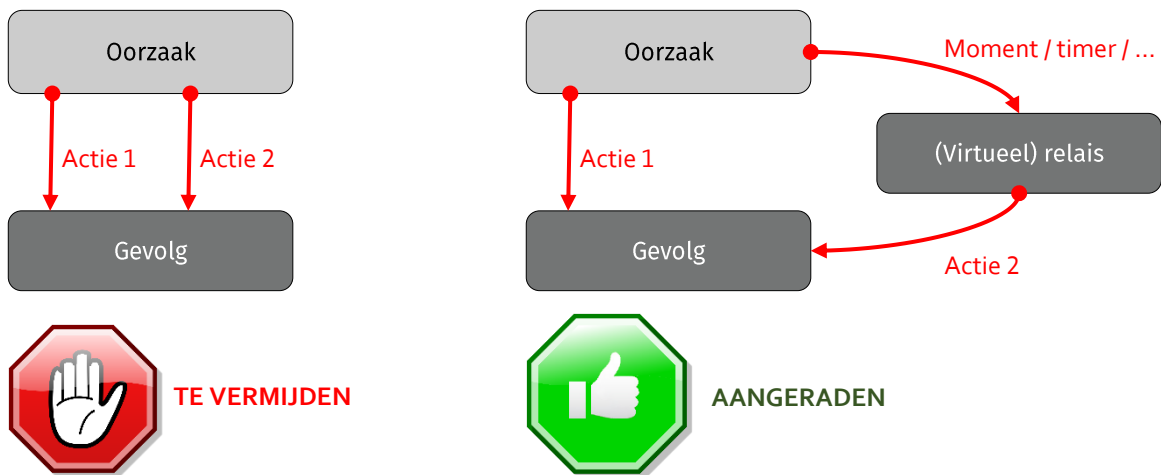 Oorzaak
Actie 1
Actie 2
Gevolg
TE VERMIJDEN
Oorzaak
Moment / timer / ...
Actie 1
(Virtueel) relais
Gevolg
Actie 2
AANGERADEN